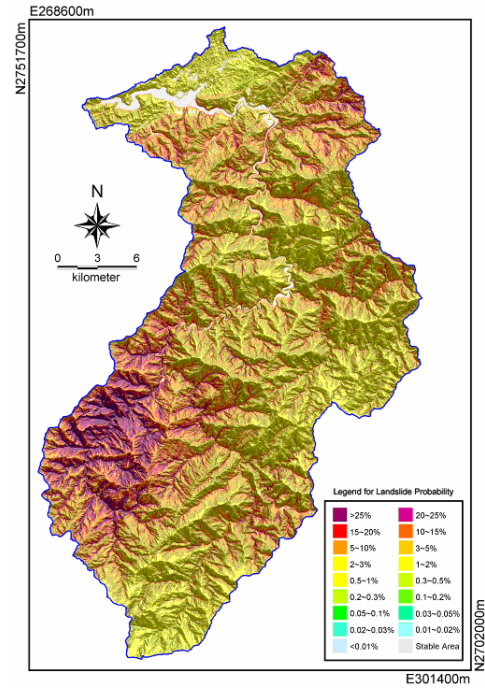 E268600m
N2751700m
N
0 3 6
kilometer
Legend for Landslide Probability
>25% 20~25%
15~20% 10~15%
5~10% 3~5%
2~3% 1~2%
0.5~1% 0.3~0.5%
0.2~0.3% 0.1~0.2%
0.05~0.1% 0.03~0.05%
0.02~0.03% 0.01~0.02%
<0.01% Stable Area
N2702000m
E301400m